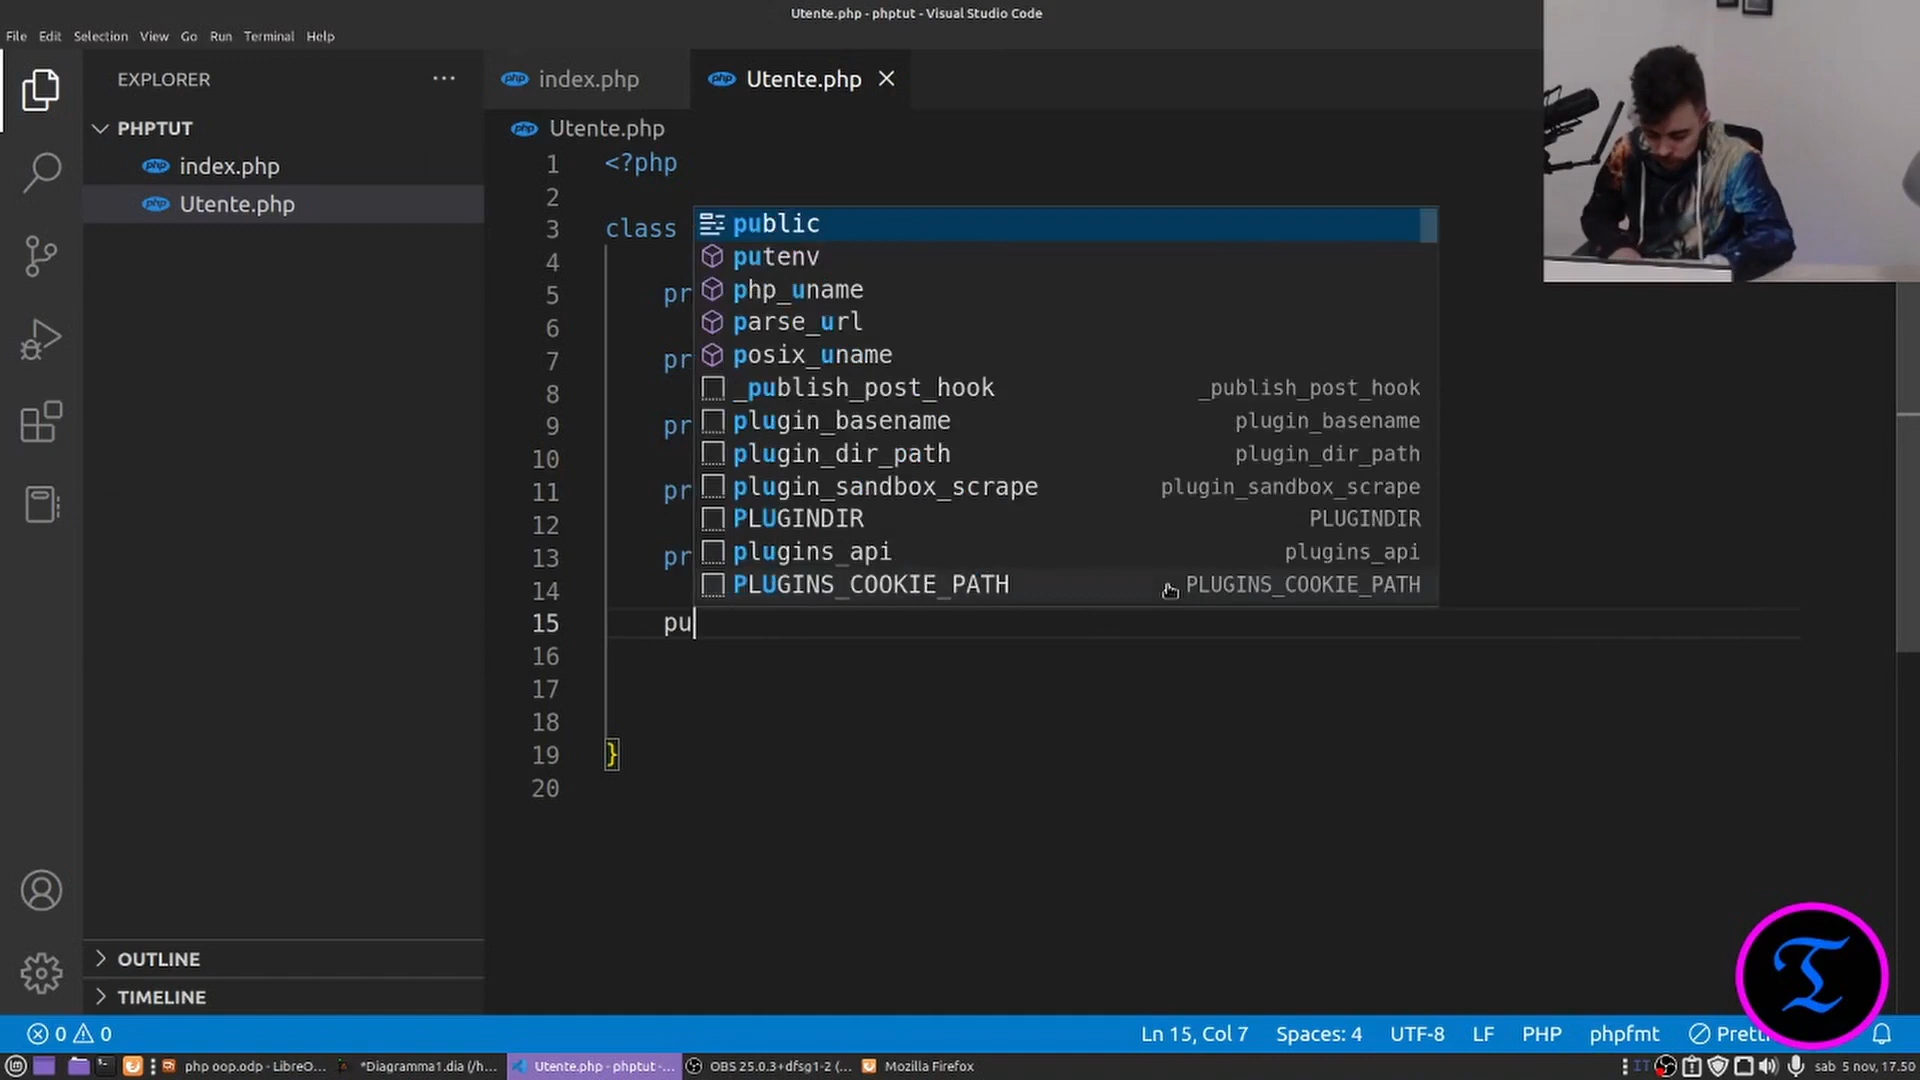 Utente.php - phptut - Visual Studio Code
File Edit Selection View Go Run Terminal Help
EXPLORER
PHPTUT
index.php
Utente.php
OUTLINE
TIMELINE
index.php
Utente.php
Utente.php
1 <?php
2
3 class
4
5 pr
6
7 pr
8
9 pr
10
11 pr
12
13 pr
14
15 pu
16
17
18
19 }
20
public
putenv
php_uname
parse_url
posix_uname
_publish_post_hook _publish_post_hook
plugin_basename plugin_basename
plugin_dir_path plugin_dir_path
plugin_sandbox_scrape plugin_sandbox_scrape
PLUGINDIR PLUGINDIR
plugins_api plugins_api
PLUGINS_COOKIE_PATH PLUGINS_COOKIE_PATH
0 0 Ln 15, Col 7 Spaces: 4 UTF-8 LF PHP phpfmt
php oop.odp - LibreO... *Diagramma1.dia (/h... Utente.php - phptut -... OBS 25.0.3+dfsg1-2 (... Mozilla Firefox IT sab 5 nov, 17.50